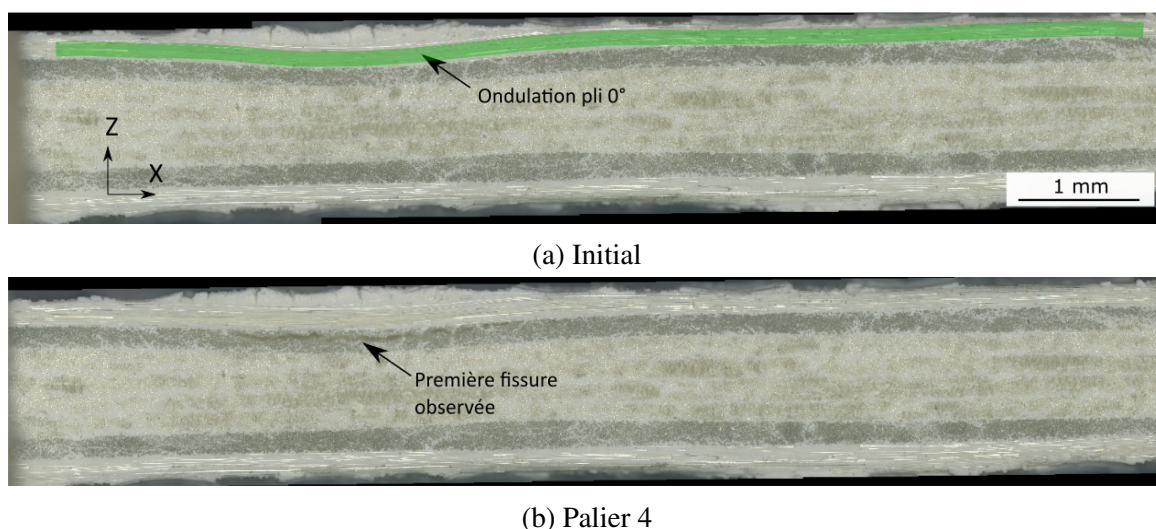 Ondulation pli 0°
Z
X
1 mm
(a) Initial
Première fissure
observée
(b) Palier 4